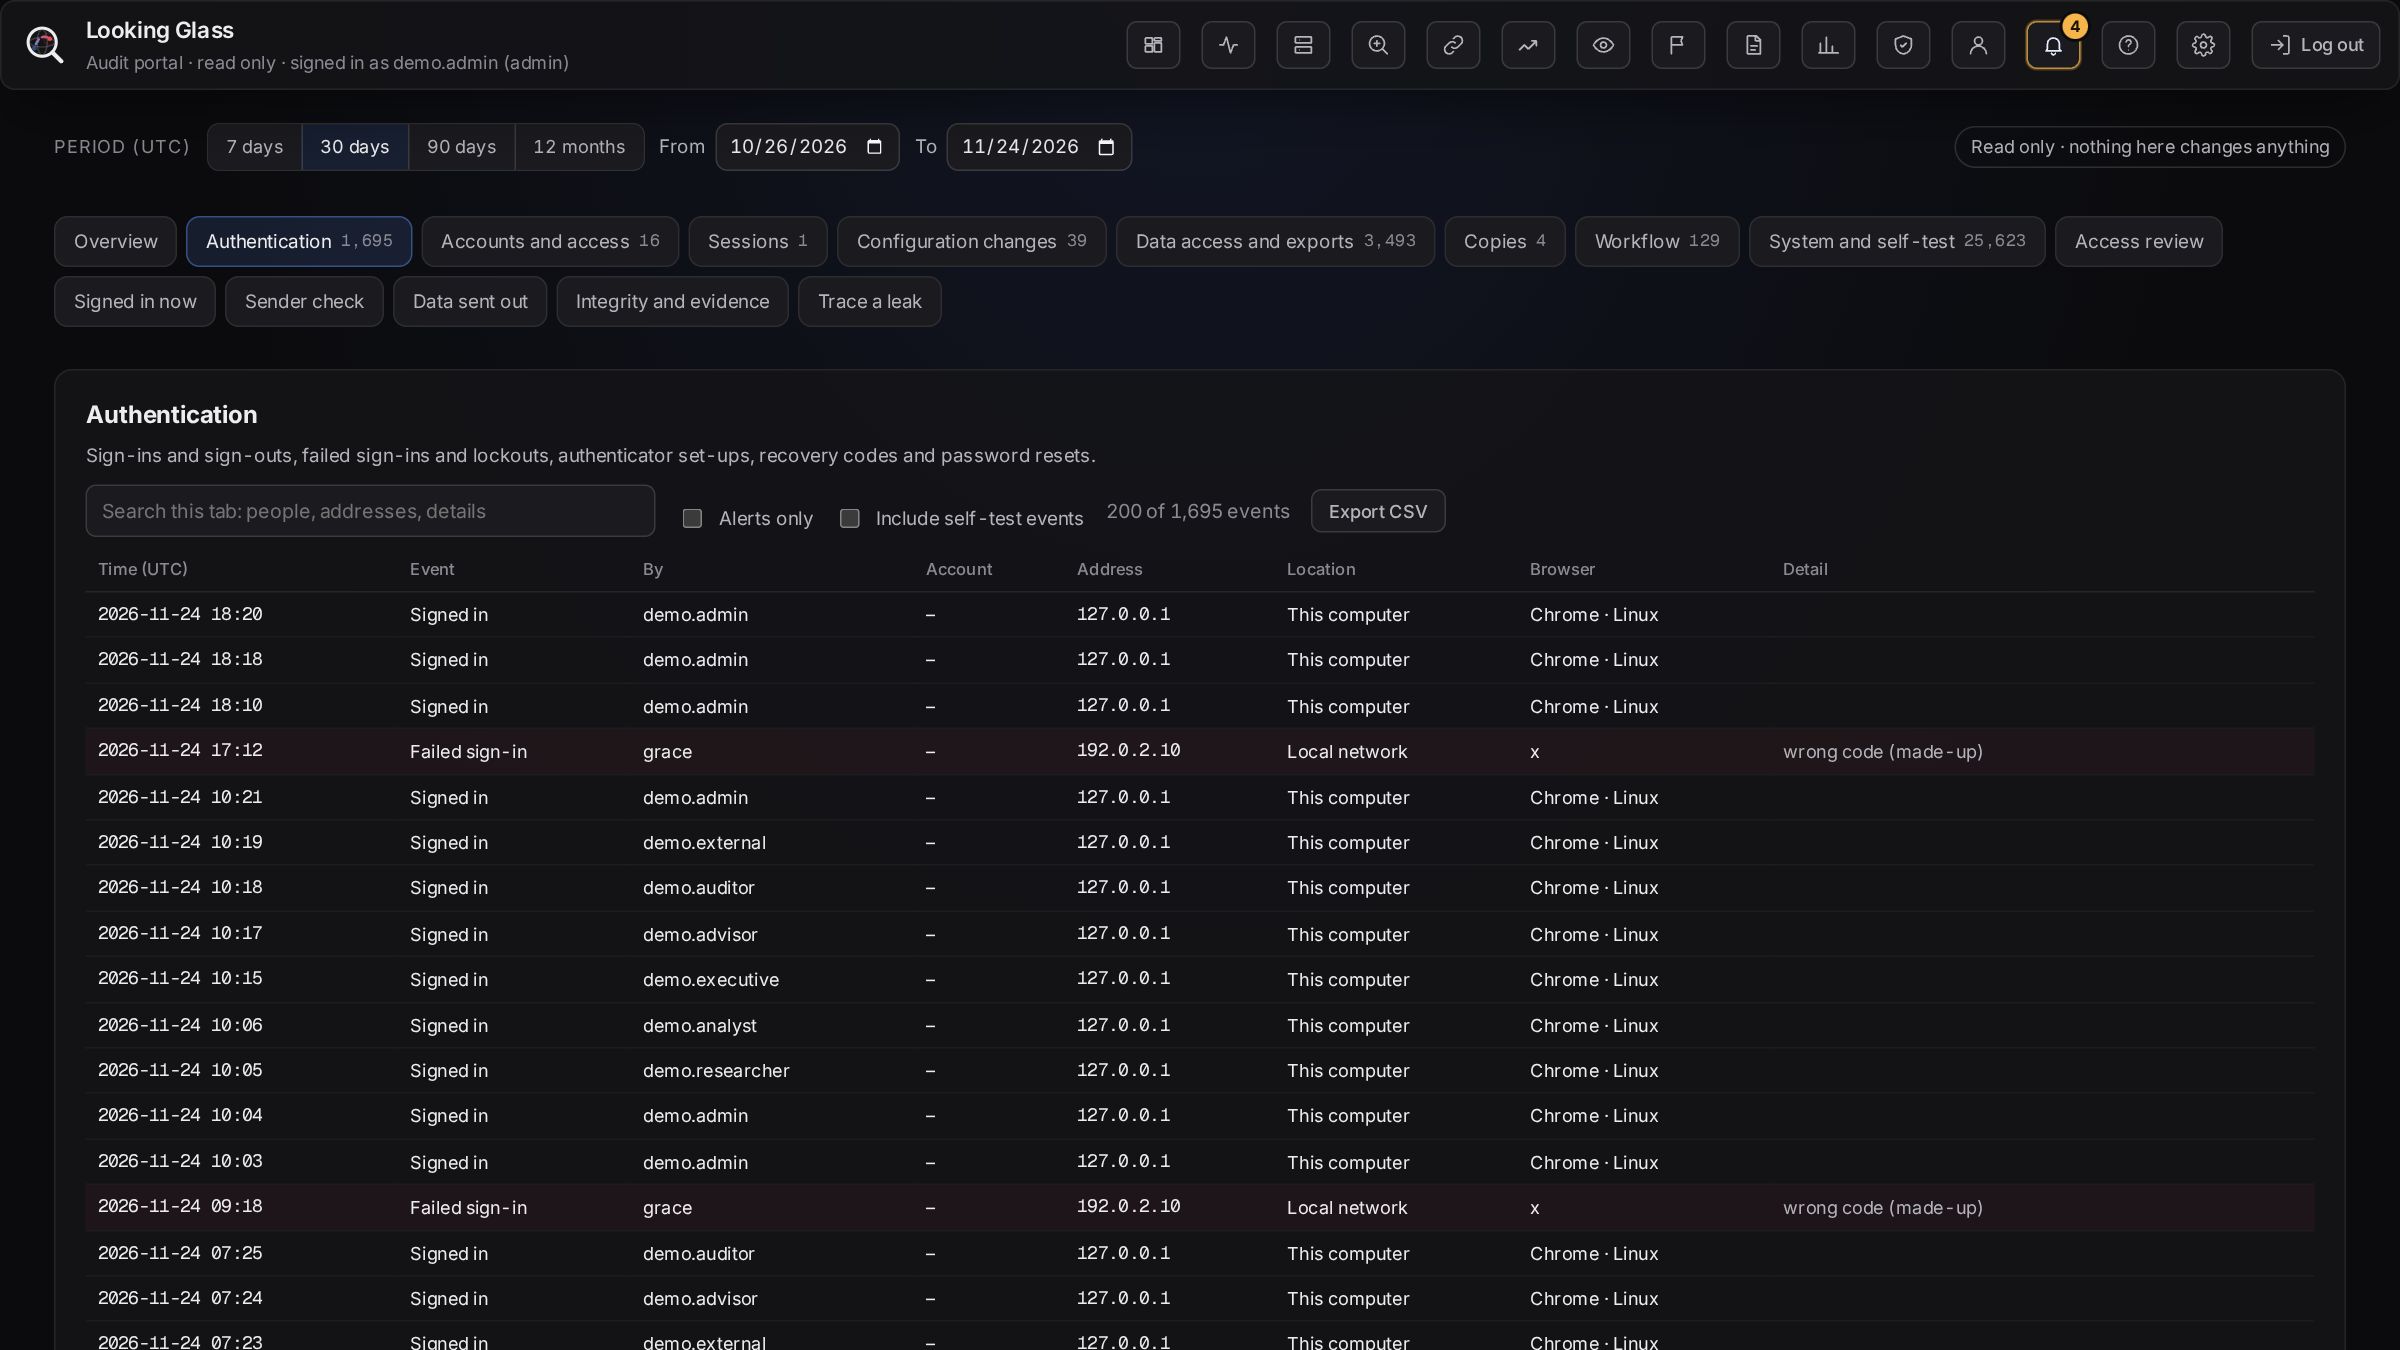 Looking Glass
Audit portal · read only · signed in as demo.admin (admin)
4
Log out
PERIOD (UTC) 7 days 30 days 90 days 12 months From 10/26/2026 To 11/24/2026 Read only · nothing here changes anything
Overview Authentication 1,695 Accounts and access 16 Sessions 1 Configuration changes 39 Data access and exports 3,493 Copies 4 Workflow 129 System and self-test 25,623 Access review
Signed in now Sender check Data sent out Integrity and evidence Trace a leak
Authentication
Sign-ins and sign-outs, failed sign-ins and lockouts, authenticator set-ups, recovery codes and password resets.
Search this tab: people, addresses, details Alerts only Include self-test events 200 of 1,695 events Export CSV
Time (UTC) Event By Account Address Location Browser Detail
2026-11-24 18:20 Signed in demo.admin – 127.0.0.1 This computer Chrome · Linux
2026-11-24 18:18 Signed in demo.admin – 127.0.0.1 This computer Chrome · Linux
2026-11-24 18:10 Signed in demo.admin – 127.0.0.1 This computer Chrome · Linux
2026-11-24 17:12 Failed sign-in grace – 192.0.2.10 Local network x wrong code (made-up)
2026-11-24 10:21 Signed in demo.admin – 127.0.0.1 This computer Chrome · Linux
2026-11-24 10:19 Signed in demo.external – 127.0.0.1 This computer Chrome · Linux
2026-11-24 10:18 Signed in demo.auditor – 127.0.0.1 This computer Chrome · Linux
2026-11-24 10:17 Signed in demo.advisor – 127.0.0.1 This computer Chrome · Linux
2026-11-24 10:15 Signed in demo.executive – 127.0.0.1 This computer Chrome · Linux
2026-11-24 10:06 Signed in demo.analyst – 127.0.0.1 This computer Chrome · Linux
2026-11-24 10:05 Signed in demo.researcher – 127.0.0.1 This computer Chrome · Linux
2026-11-24 10:04 Signed in demo.admin – 127.0.0.1 This computer Chrome · Linux
2026-11-24 10:03 Signed in demo.admin – 127.0.0.1 This computer Chrome · Linux
2026-11-24 09:18 Failed sign-in grace – 192.0.2.10 Local network x wrong code (made-up)
2026-11-24 07:25 Signed in demo.auditor – 127.0.0.1 This computer Chrome · Linux
2026-11-24 07:24 Signed in demo.advisor – 127.0.0.1 This computer Chrome · Linux
2026-11-24 07:23 Signed in demo.external – 127.0.0.1 This computer Chrome · Linux